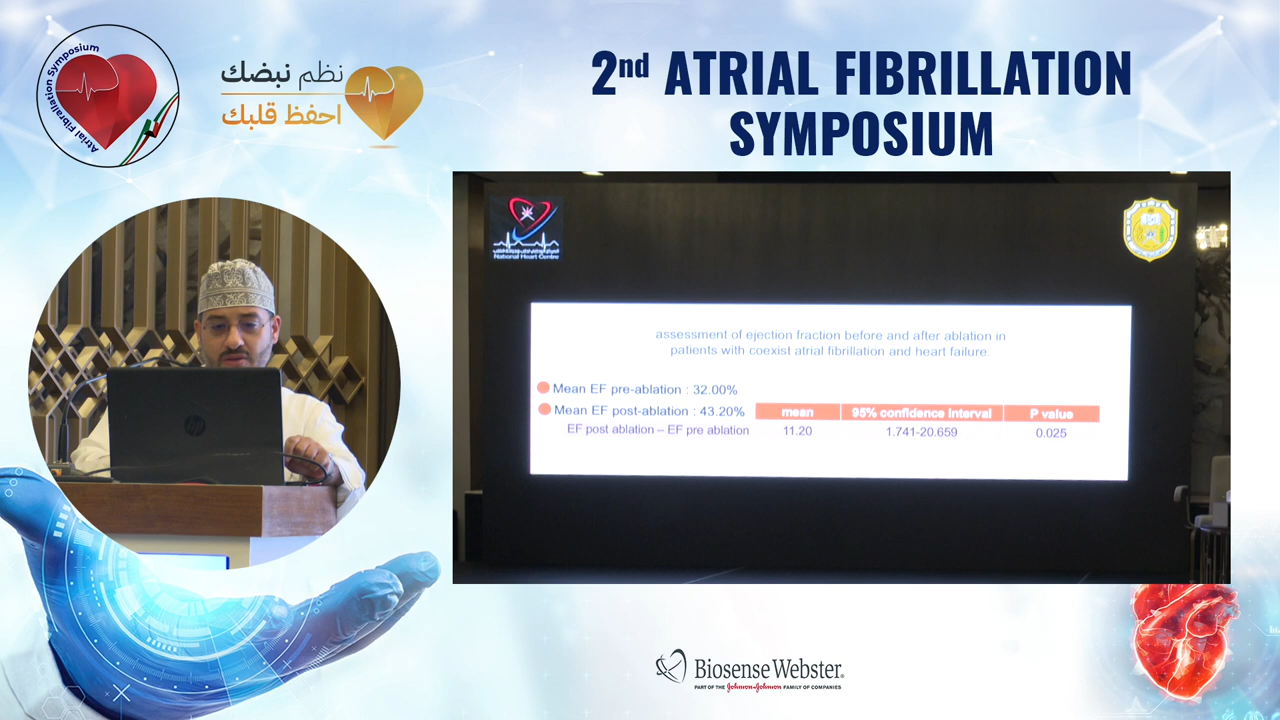 Atrial Fibrallation Symposium
نظم نبضك
احفظ قلبك
2nd ATRIAL FIBRILLATION
SYMPOSIUM
National Heart Centre
assessment of ejection fraction before and after ablation in
patients with coexist atrial fibrillation and heart failure.
Mean EF pre-ablation : 32.00%
Mean EF post-ablation : 43.20%
mean 95% confidence interval P value
EF post ablation – EF pre ablation 11.20 1.741-20.659 0.025
hp
Biosense Webster®
PART OF THE Johnson&Johnson FAMILY OF COMPANIES